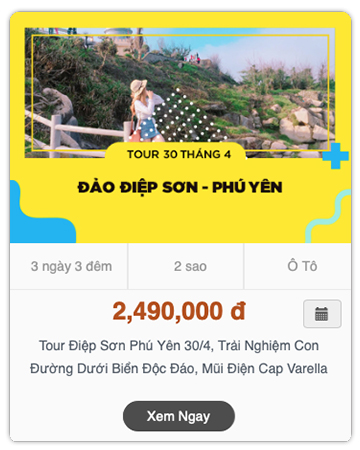 TOUR 30 THÁNG 4
ĐẢO ĐIỆP SƠN - PHÚ YÊN
3 ngày 3 đêm
2 sao
Ô Tô
2,490,000 đ
Tour Điệp Sơn Phú Yên 30/4, Trải Nghiệm Con
Đường Dưới Biển Độc Đáo, Mũi Điện Cap Varella
Xem Ngay